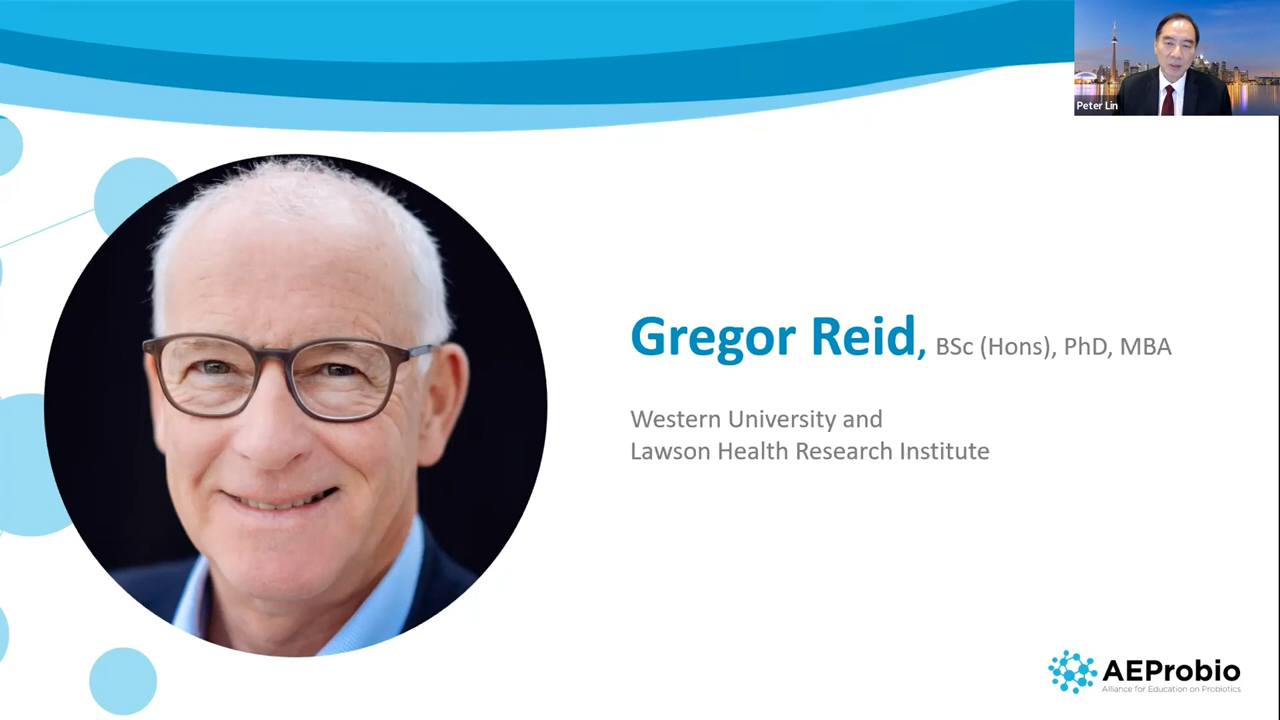 Peter Lin
Gregor Reid, BSc (Hons), PhD, MBA
Western University and
Lawson Health Research Institute
AEProbio
Alliance for Education on Probiotics